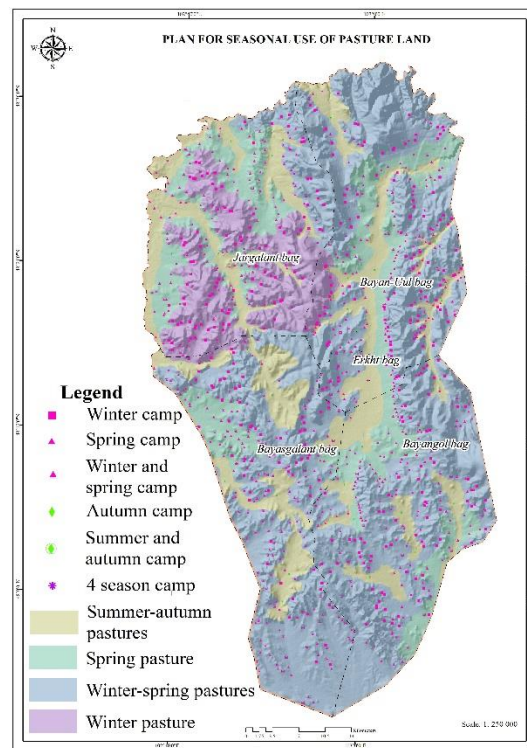 PLAN FOR SEASONAL USE OF PASTURE LAND
N
W
E
S
Jargalant bag
Bayan-Uul bag
Erkht bag
Bayasgalant bag
Bayangol bag
Legend
Winter camp
Spring camp
Winter and
spring camp
Autumn camp
Summer and
autumn camp
4 season camp
Summer-autumn
pastures
Spring pasture
Winter-spring pastures
Winter pasture
Scale: 1: 250 000